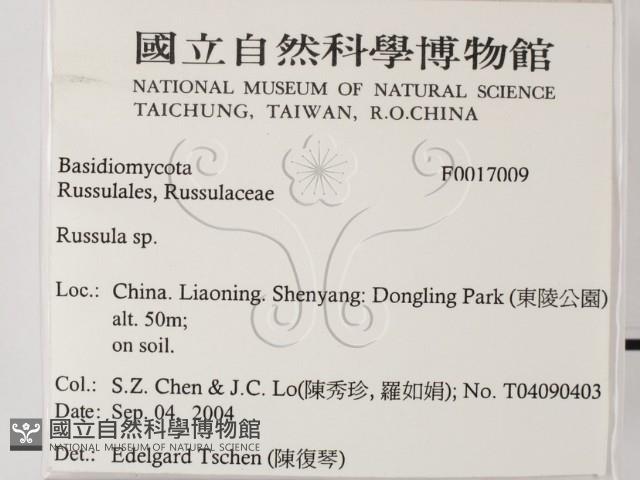 國立自然科學博物館
NATIONAL MUSEUM OF NATURAL SCIENCE
TAICHUNG, TAIWAN, R.O.CHINA
Basidiomycota F0017009
Russulales, Russulaceae
Russula sp.
Loc.: China. Liaoning. Shenyang: Dongling Park (東陵公園)
alt. 50m;
on soil.
Col.: S.Z. Chen & J.C. Lo(陳秀珍, 羅如娟); No. T04090403
Date: Sep. 04, 2004
國立自然科學博物館
NATIONAL MUSEUM OF NATURAL SCIENCE
Det.: Edelgard Tschen (陳復琴)